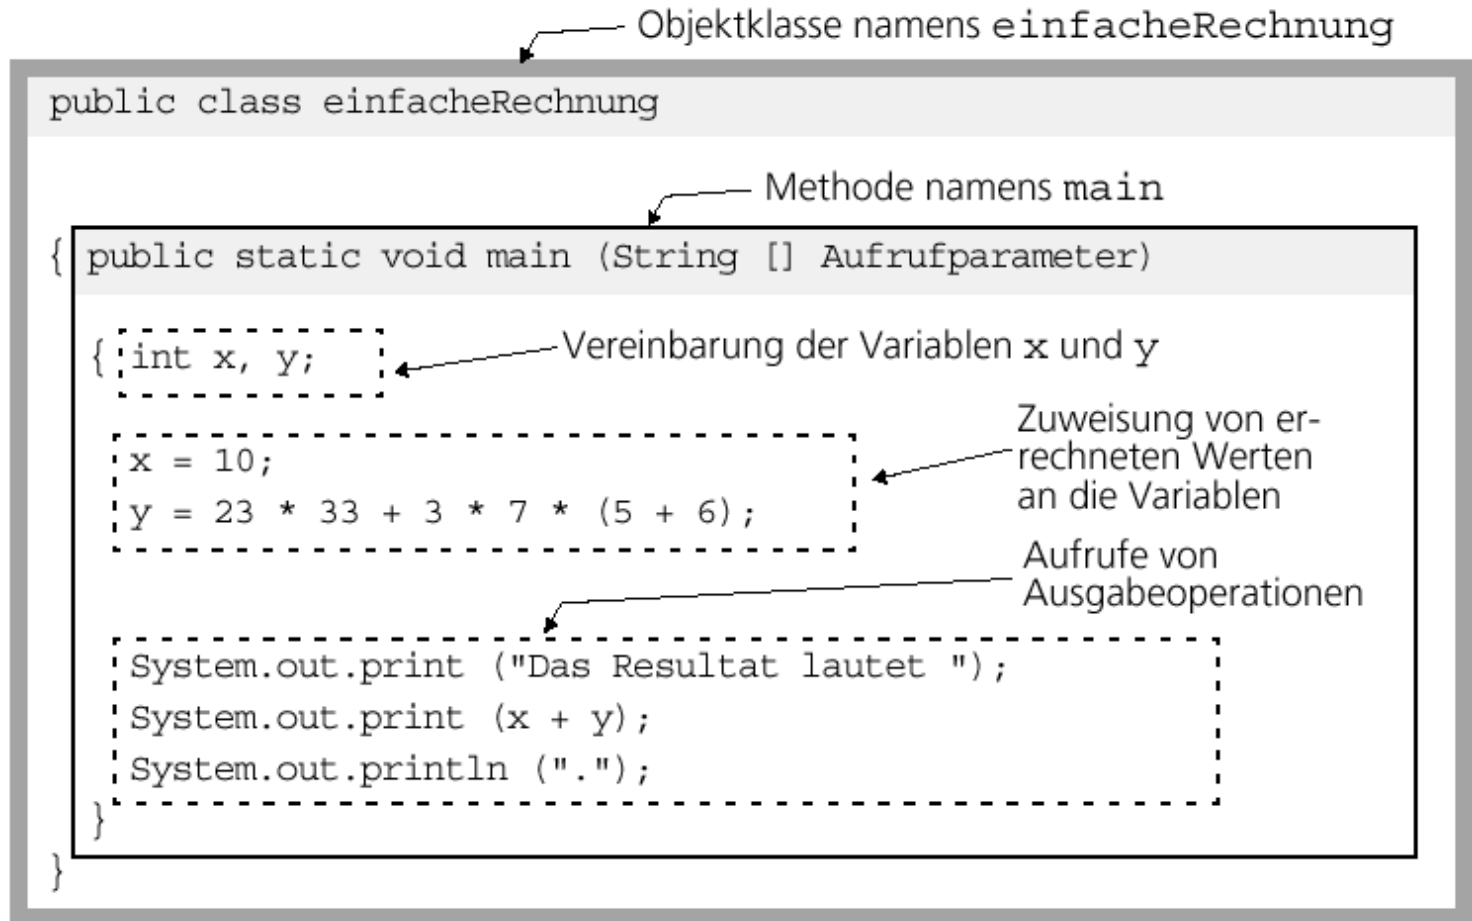 Objektklasse namens einfacheRechnung
public class einfacheRechnung
Methode namens main
{ public static void main (String [] Aufrufparameter)
{ int x, y;
Vereinbarung der Variablen x und y
Zuweisung von er-
rechneten Werten
an die Variablen
x = 10;
y = 23 * 33 + 3 * 7 * (5 + 6);
Aufrufe von
Ausgabeoperationen
System.out.print ("Das Resultat lautet ");
System.out.print (x + y);
System.out.println (".");
}
}